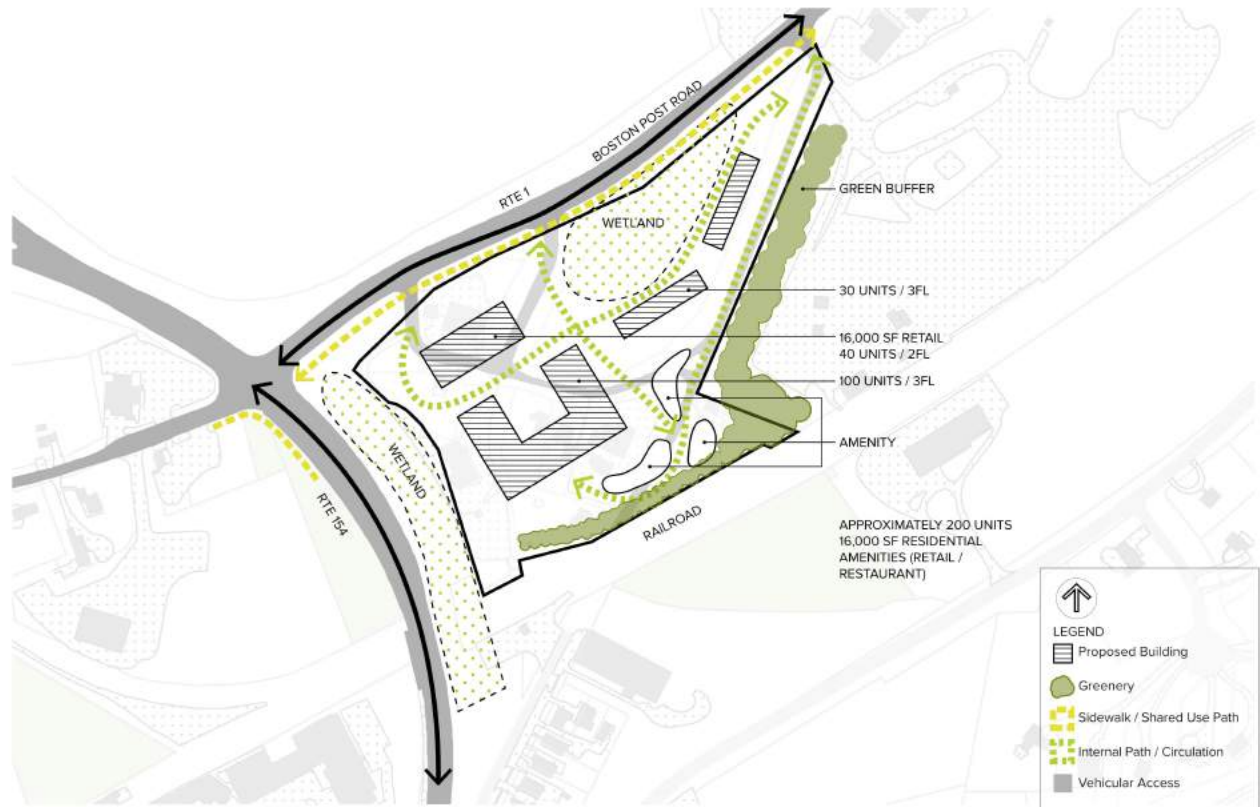 BOSTON POST ROAD
RTE 1
WETLAND
GREEN BUFFER
30 UNITS / 3FL
16,000 SF RETAIL
40 UNITS / 2FL
100 UNITS / 3FL
AMENITY
WETLAND
RTE 154
RAILROAD
APPROXIMATELY 200 UNITS
16,000 SF RESIDENTIAL
AMENITIES (RETAIL /
RESTAURANT)
LEGEND
Proposed Building
Greenery
Sidewalk / Shared Use Path
Internal Path / Circulation
Vehicular Access